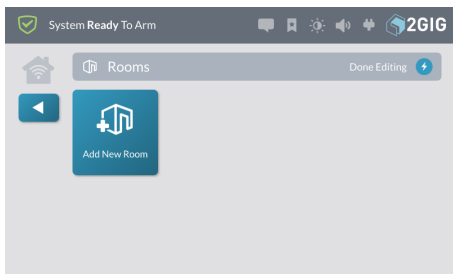 System Ready To Arm
2GIG
Rooms
Done Editing
Add New Room